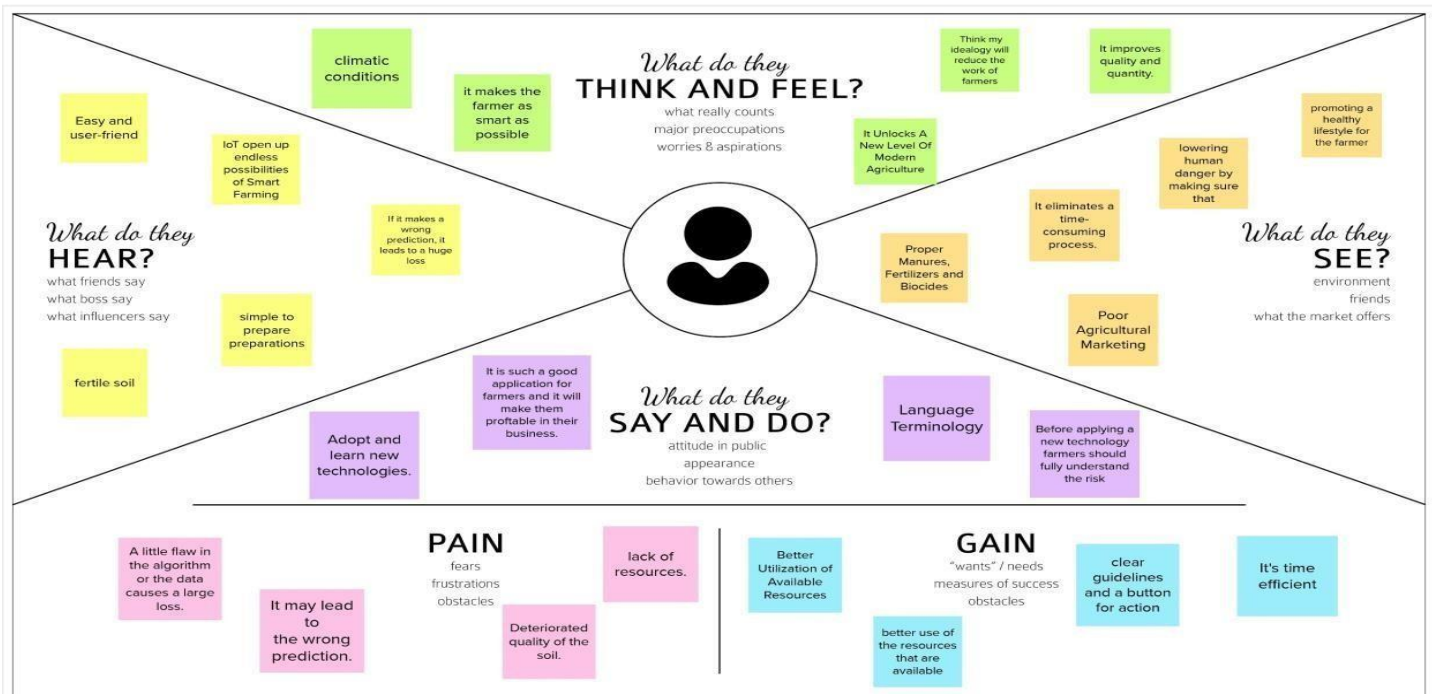 climatic
conditions
it makes the
farmer as
smart as
possible
What do they
THINK AND FEEL?
what really counts
major preoccupations
worries & aspirations
Think my
idealogy will
reduce the
work of
farmers
It improves
quality and
quantity.
It Unlocks A
New Level Of
Modern
Agriculture
Easy and
user-friend
IoT open up
endless
possibilities
of Smart
Farming
If it makes a
wrong
prediction, it
leads to a huge
loss
What do they
HEAR?
what friends say
what boss say
what influencers say
simple to
prepare
preparations
fertile soil
promoting a
healthy
lifestyle for
the farmer
lowering
human
danger by
making sure
that
It eliminates a
time-
consuming
process.
Proper
Manures,
Fertilizers and
Biocides
What do they
SEE?
environment
friends
what the market offers
Poor
Agricultural
Marketing
It is such a good
application for
farmers and it will
make them
proftable in their
business.
Adopt and
learn new
technologies.
What do they
SAY AND DO?
attitude in public
appearance
behavior towards others
Language
Terminology
Before applying a
new technology
farmers should
fully understand
the risk
PAIN
fears
frustrations
obstacles
A little flaw in
the algorithm
or the data
causes a large
loss.
It may lead
to
the wrong
prediction.
lack of
resources.
Deteriorated
quality of the
soil.
GAIN
"wants" / needs
measures of success
obstacles
Better
Utilization of
Available
Resources
better use of
the resources
that are
available
clear
guidelines
and a button
for action
It's time
efficient